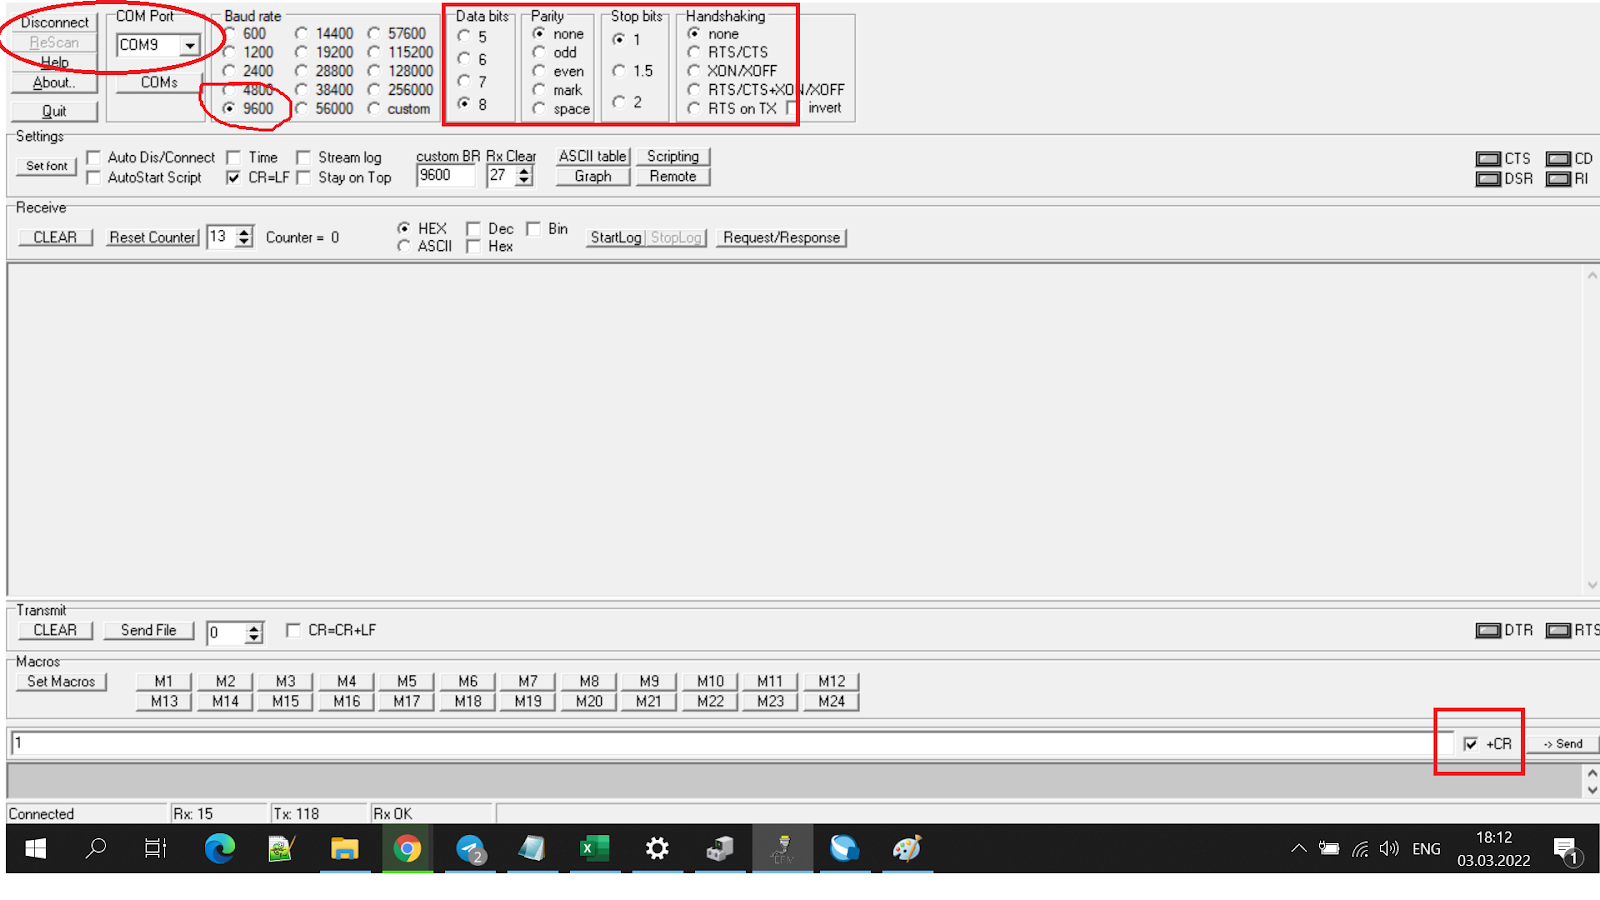 Disconnect
ReScan
Help
About..
Quit
COM Port
COM9
COMs
Baud rate
600 14400 57600
1200 19200 115200
2400 28800 128000
4800 38400 256000
9600 56000 custom
Data bits
5
6
7
8
Parity
none
odd
even
mark
space
Stop bits
1
1.5
2
Handshaking
none
RTS/CTS
XON/XOFF
RTS/CTS+XON/XOFF
RTS on TX invert
Settings
Set font
Auto Dis/Connect Time Stream log
AutoStart Script CR=LF Stay on Top
custom BR Rx Clear
9600 27
ASCII table Scripting
Graph Remote
CTS CD
DSR RI
Receive
CLEAR Reset Counter 13 Counter = 0
HEX Dec Bin
ASCII Hex
StartLog StopLog Request/Response
Transmit
CLEAR Send File 0 CR=CR+LF
DTR RTS
Macros
Set Macros
M1 M2 M3 M4 M5 M6 M7 M8 M9 M10 M11 M12
M13 M14 M15 M16 M17 M18 M19 M20 M21 M22 M23 M24
1 +CR -> Send
Connected Rx: 15 Tx: 118 Rx OK
2
ENG
18:12
03.03.2022
1